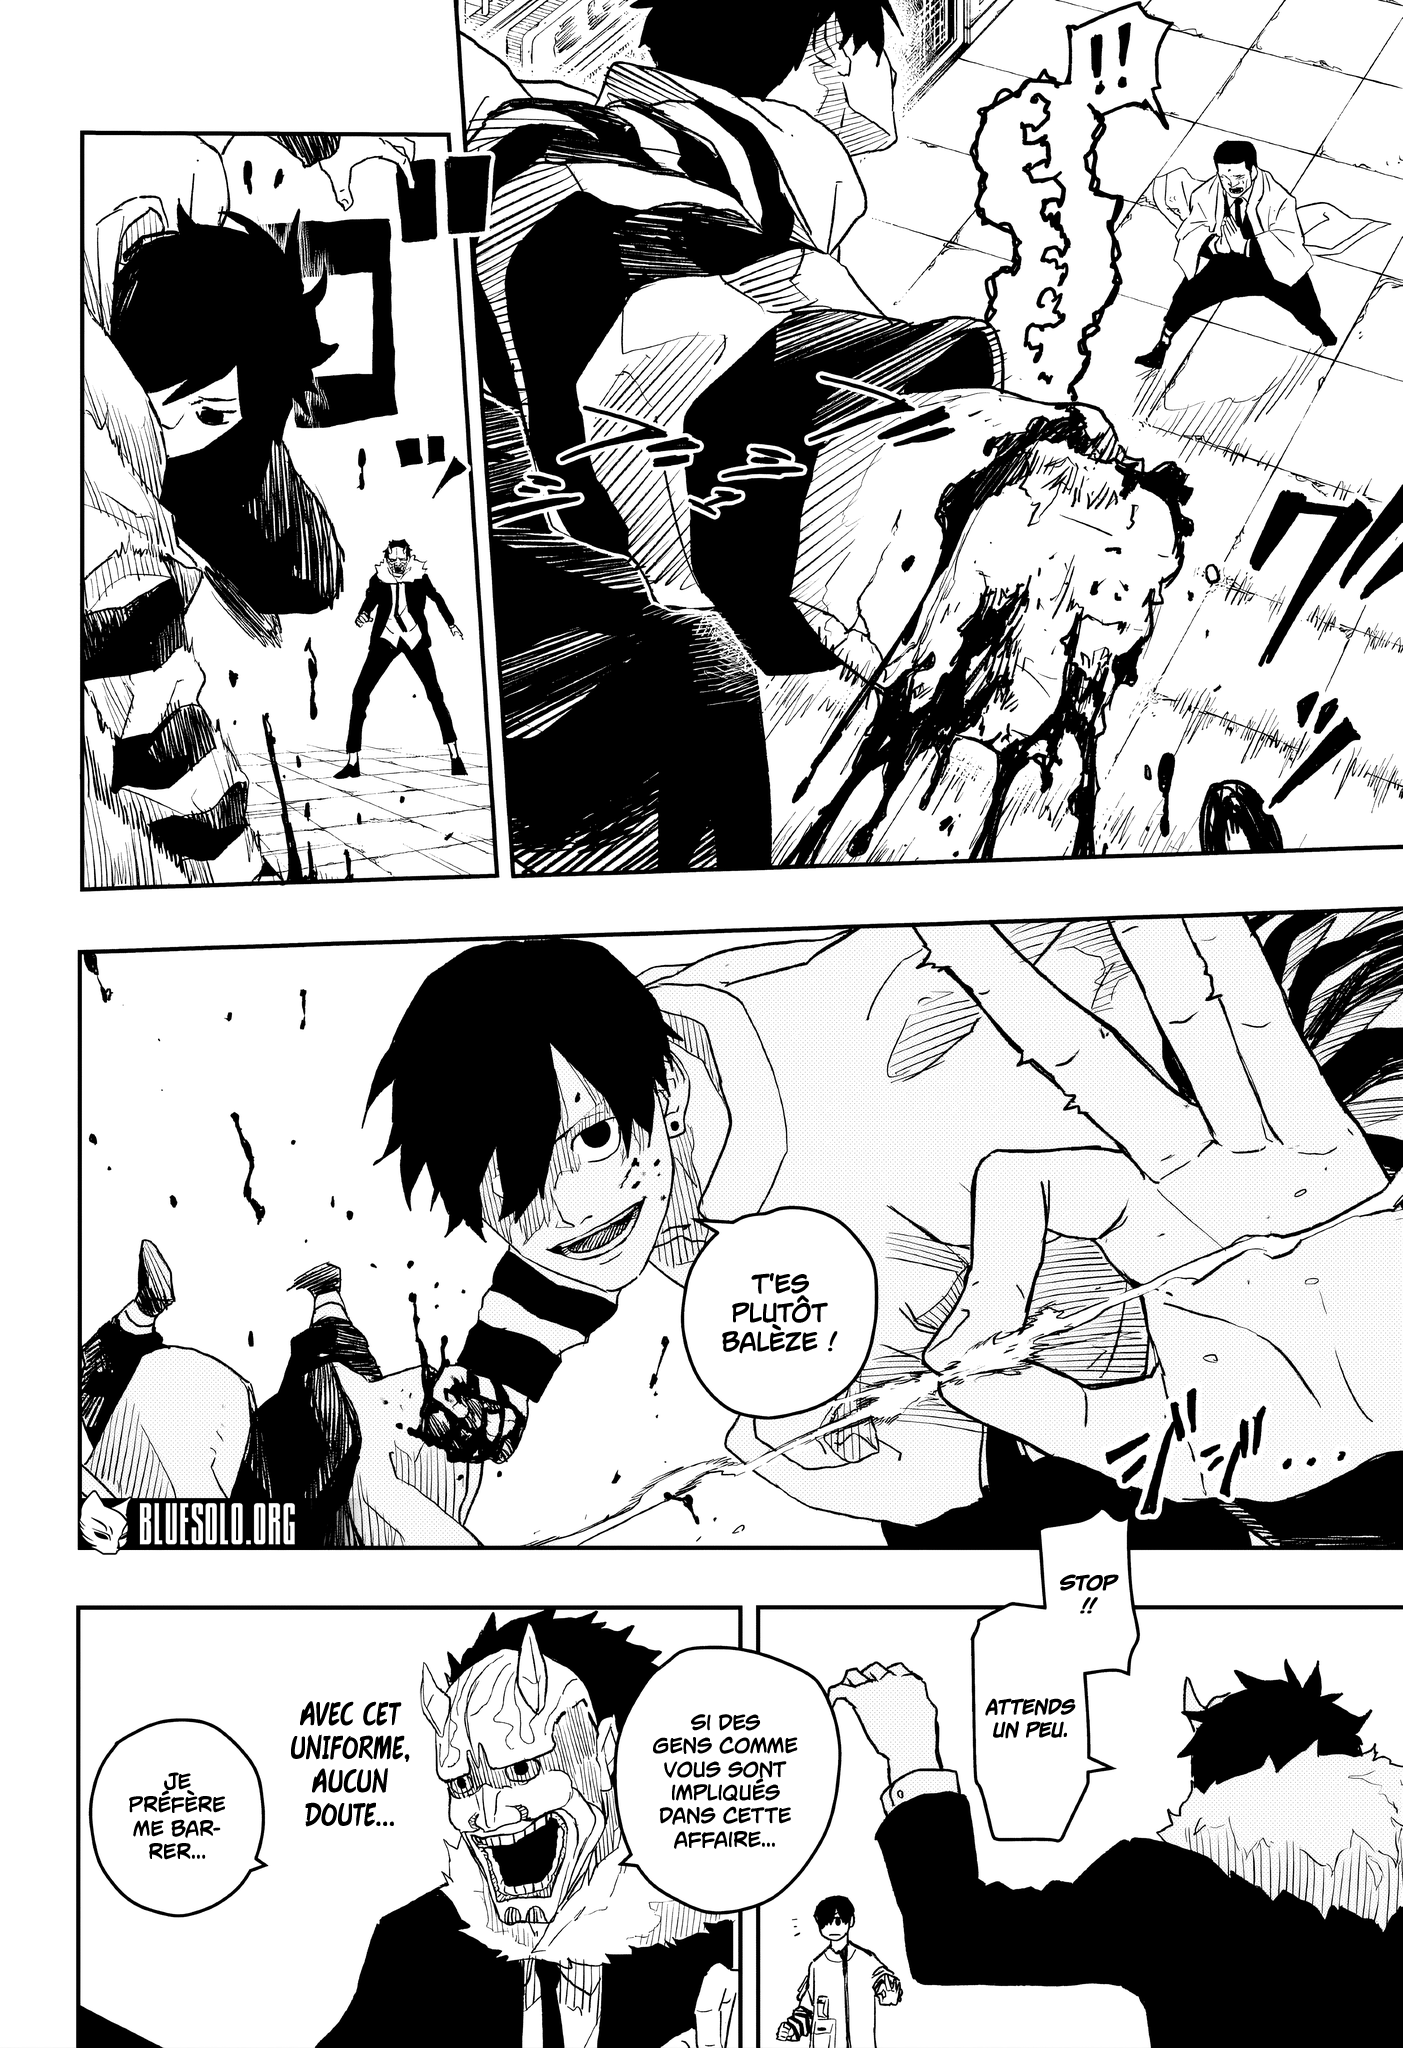 !!
T'ES
PLUTÔT
BALÈZE !
BLUESOLO.ORG
STOP
!!
ATTENDS
UN PEU.
SI DES
GENS COMME
VOUS SONT
IMPLIQUÉS
DANS CETTE
AFFAIRE...
AVEC CET
UNIFORME,
AUCUN
DOUTE...
JE
PRÉFÈRE
ME BAR-
RER...